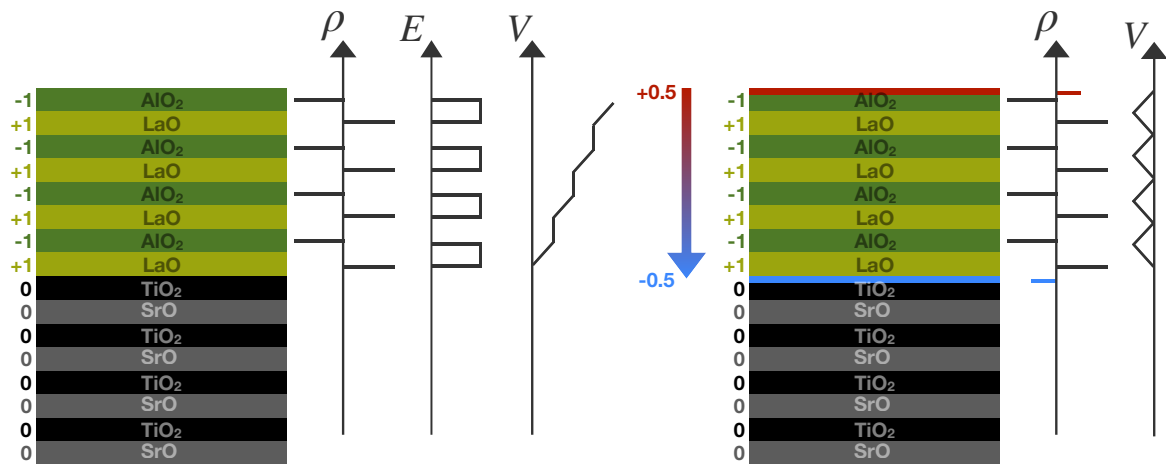 ρ E V ρ V
-1 AlO₂ +0.5 -1 AlO₂
+1 LaO +1 LaO
-1 AlO₂ -1 AlO₂
+1 LaO +1 LaO
-1 AlO₂ -1 AlO₂
+1 LaO +1 LaO
-1 AlO₂ -1 AlO₂
+1 LaO +1 LaO
0 TiO₂ -0.5 0 TiO₂
0 SrO 0 SrO
0 TiO₂ 0 TiO₂
0 SrO 0 SrO
0 TiO₂ 0 TiO₂
0 SrO 0 SrO
0 TiO₂ 0 TiO₂
0 SrO 0 SrO